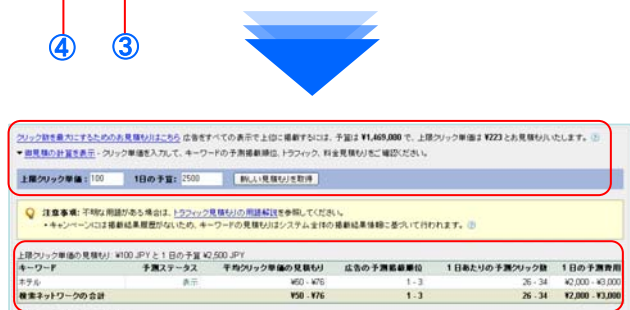 ④ ③
クリック数を最大にするためのお見積もりはこちら 広告をすべての表示で上位に掲載するには、予算は ¥1,469,000 で、上限クリック単価は ¥223 とお見積もりいたします。
▼御見積の計算を表示 - クリック単価を入力して、キーワードの予測掲載順位、トラフィック、料金見積もりをご確認ください。
上限クリック単価: 100 1日の予算: 2500 新しい見積もりを取得
注意事項: 不明な用語がある場合は、トラフィック見積もりの用語解説を参照してください。
・キャンペーンには掲載結果履歴がないため、キーワードの見積もりはシステム全体の掲載結果情報に基づいて行われます。
上限クリック単価の見積もり: ¥100 JPY と 1 日の予算 ¥2,500 JPY
キーワード 予測ステータス 平均クリック単価の見積もり 広告の予測掲載順位 1日あたりの予測クリック数 1日の予測費用
ホテル 表示 ¥50 - ¥76 1 - 3 26 - 34 ¥2,000 - ¥3,000
検索ネットワークの合計 ¥50 - ¥76 1 - 3 26 - 34 ¥2,000 - ¥3,000